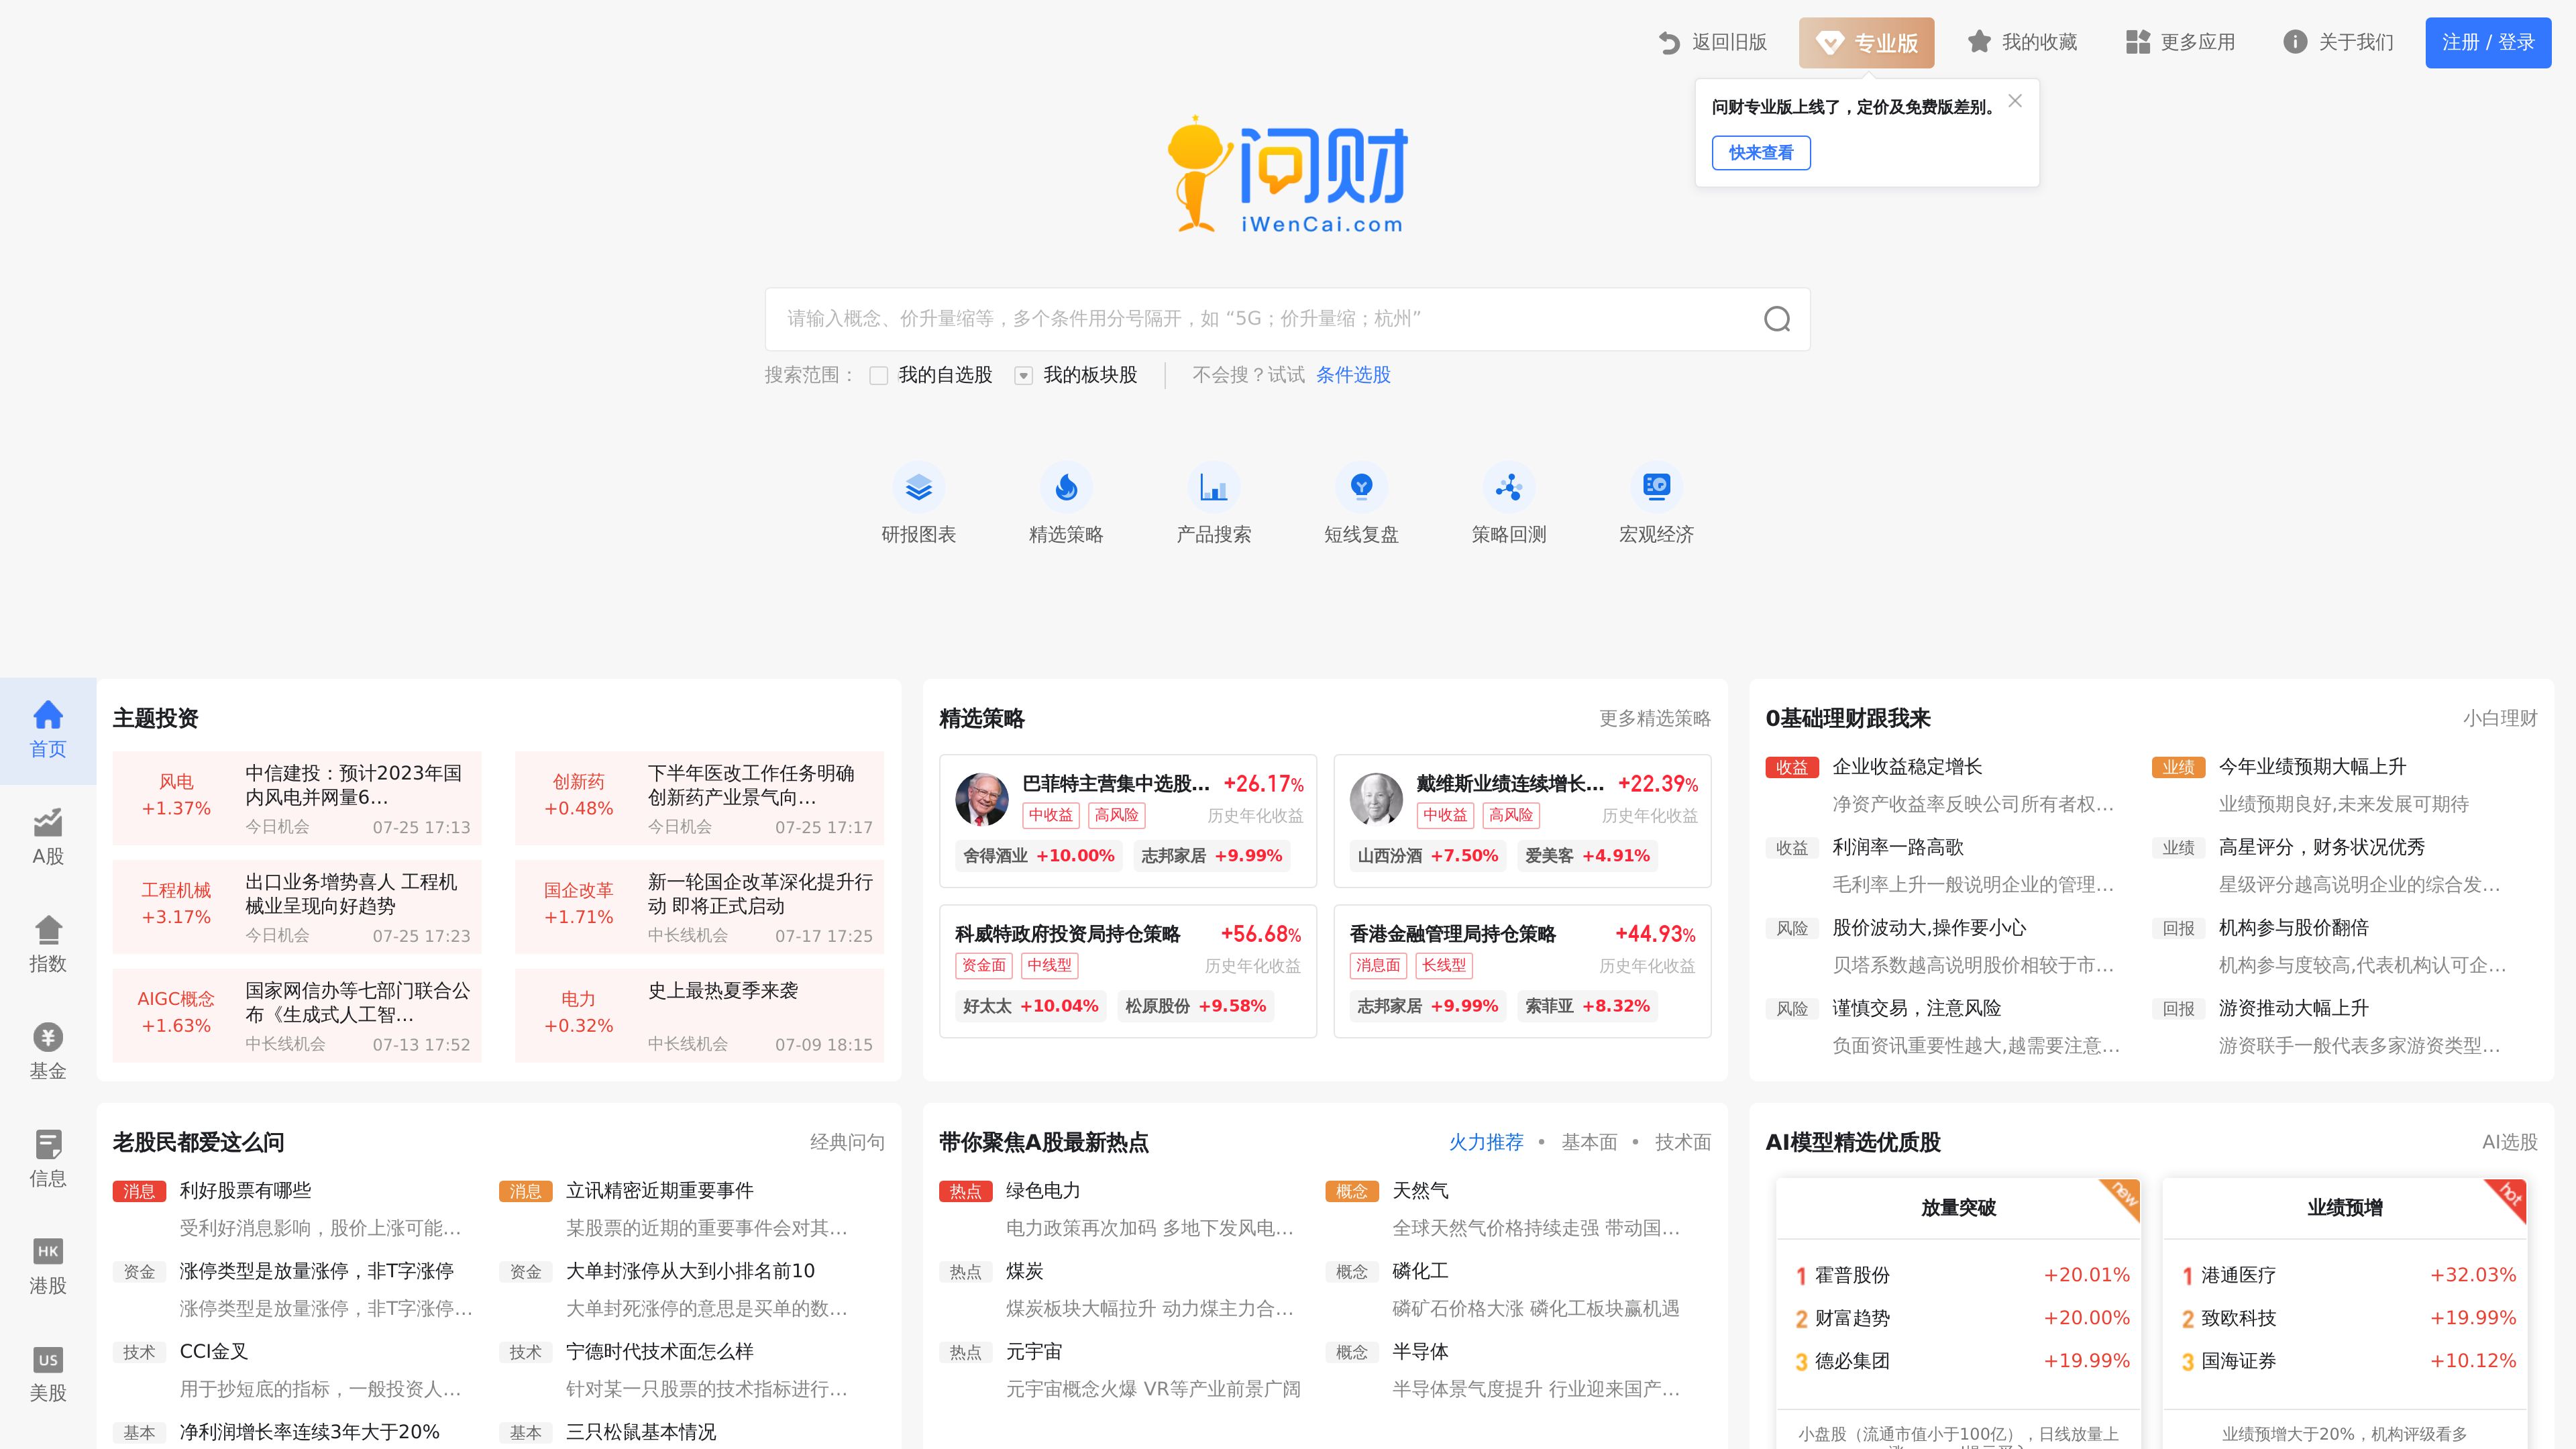 返回旧版
专业版
我的收藏
更多应用
关于我们
注册 / 登录
问财专业版上线了，定价及免费版差别。
快来查看
问财
iWenCai.com
请输入概念、价升量缩等，多个条件用分号隔开，如 “5G；价升量缩；杭州”
搜索范围：
我的自选股
我的板块股
不会搜？试试 条件选股
研报图表
精选策略
产品搜索
短线复盘
策略回测
宏观经济
首页
A股
指数
基金
信息
HK
港股
US
美股
主题投资
风电
+1.37%
中信建投：预计2023年国
内风电并网量6…
今日机会 07-25 17:13
创新药
+0.48%
下半年医改工作任务明确
创新药产业景气向…
今日机会 07-25 17:17
工程机械
+3.17%
出口业务增势喜人 工程机
械业呈现向好趋势
今日机会 07-25 17:23
国企改革
+1.71%
新一轮国企改革深化提升行
动 即将正式启动
中长线机会 07-17 17:25
AIGC概念
+1.63%
国家网信办等七部门联合公
布《生成式人工智…
中长线机会 07-13 17:52
电力
+0.32%
史上最热夏季来袭
中长线机会 07-09 18:15
精选策略
更多精选策略
巴菲特主营集中选股... +26.17%
中收益 高风险 历史年化收益
舍得酒业 +10.00% 志邦家居 +9.99%
戴维斯业绩连续增长... +22.39%
中收益 高风险 历史年化收益
山西汾酒 +7.50% 爱美客 +4.91%
科威特政府投资局持仓策略 +56.68%
资金面 中线型 历史年化收益
好太太 +10.04% 松原股份 +9.58%
香港金融管理局持仓策略 +44.93%
消息面 长线型 历史年化收益
志邦家居 +9.99% 索菲亚 +8.32%
0基础理财跟我来
小白理财
收益 企业收益稳定增长
净资产收益率反映公司所有者权…
业绩 今年业绩预期大幅上升
业绩预期良好,未来发展可期待
收益 利润率一路高歌
毛利率上升一般说明企业的管理…
业绩 高星评分，财务状况优秀
星级评分越高说明企业的综合发…
风险 股价波动大,操作要小心
贝塔系数越高说明股价相较于市…
回报 机构参与股价翻倍
机构参与度较高,代表机构认可企…
风险 谨慎交易，注意风险
负面资讯重要性越大,越需要注意…
回报 游资推动大幅上升
游资联手一般代表多家游资类型…
老股民都爱这么问
经典问句
消息 利好股票有哪些
受利好消息影响，股价上涨可能…
消息 立讯精密近期重要事件
某股票的近期的重要事件会对其…
资金 涨停类型是放量涨停，非T字涨停
涨停类型是放量涨停，非T字涨停…
资金 大单封涨停从大到小排名前10
大单封死涨停的意思是买单的数…
技术 CCI金叉
用于抄短底的指标，一般投资人…
技术 宁德时代技术面怎么样
针对某一只股票的技术指标进行…
基本 净利润增长率连续3年大于20%
基本 三只松鼠基本情况
带你聚焦A股最新热点
火力推荐 • 基本面 • 技术面
热点 绿色电力
电力政策再次加码 多地下发风电…
概念 天然气
全球天然气价格持续走强 带动国…
热点 煤炭
煤炭板块大幅拉升 动力煤主力合…
概念 磷化工
磷矿石价格大涨 磷化工板块赢机遇
热点 元宇宙
元宇宙概念火爆 VR等产业前景广阔
概念 半导体
半导体景气度提升 行业迎来国产…
AI模型精选优质股
AI选股
放量突破
new
1 霍普股份 +20.01%
2 财富趋势 +20.00%
3 德必集团 +19.99%
小盘股（流通市值小于100亿），日线放量上
业绩预增
hot
1 港通医疗 +32.03%
2 致欧科技 +19.99%
3 国海证券 +10.12%
业绩预增大于20%，机构评级看多